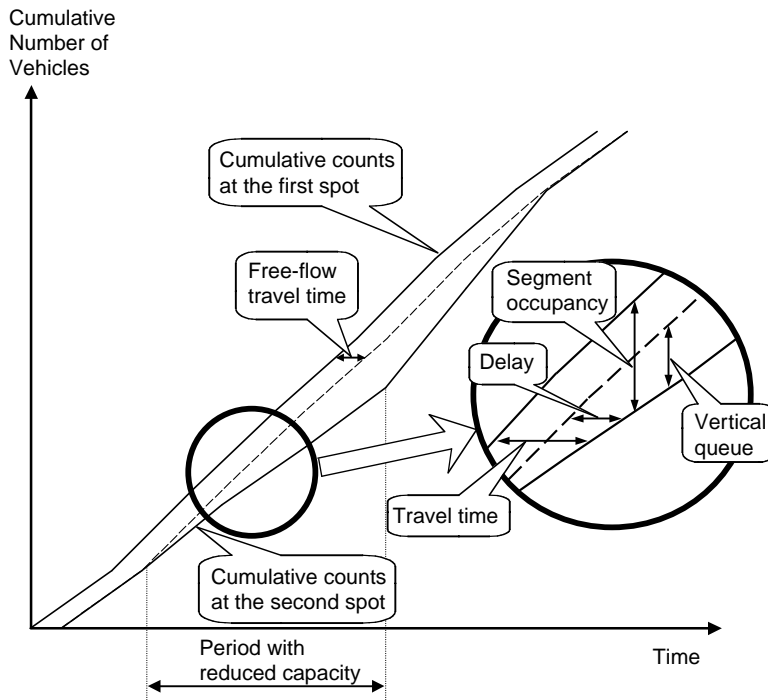 Cumulative
Number of
Vehicles
Cumulative counts
at the first spot
Free-flow
travel time
Segment
occupancy
Delay
Vertical
queue
Travel time
Cumulative counts
at the second spot
Period with
reduced capacity
Time